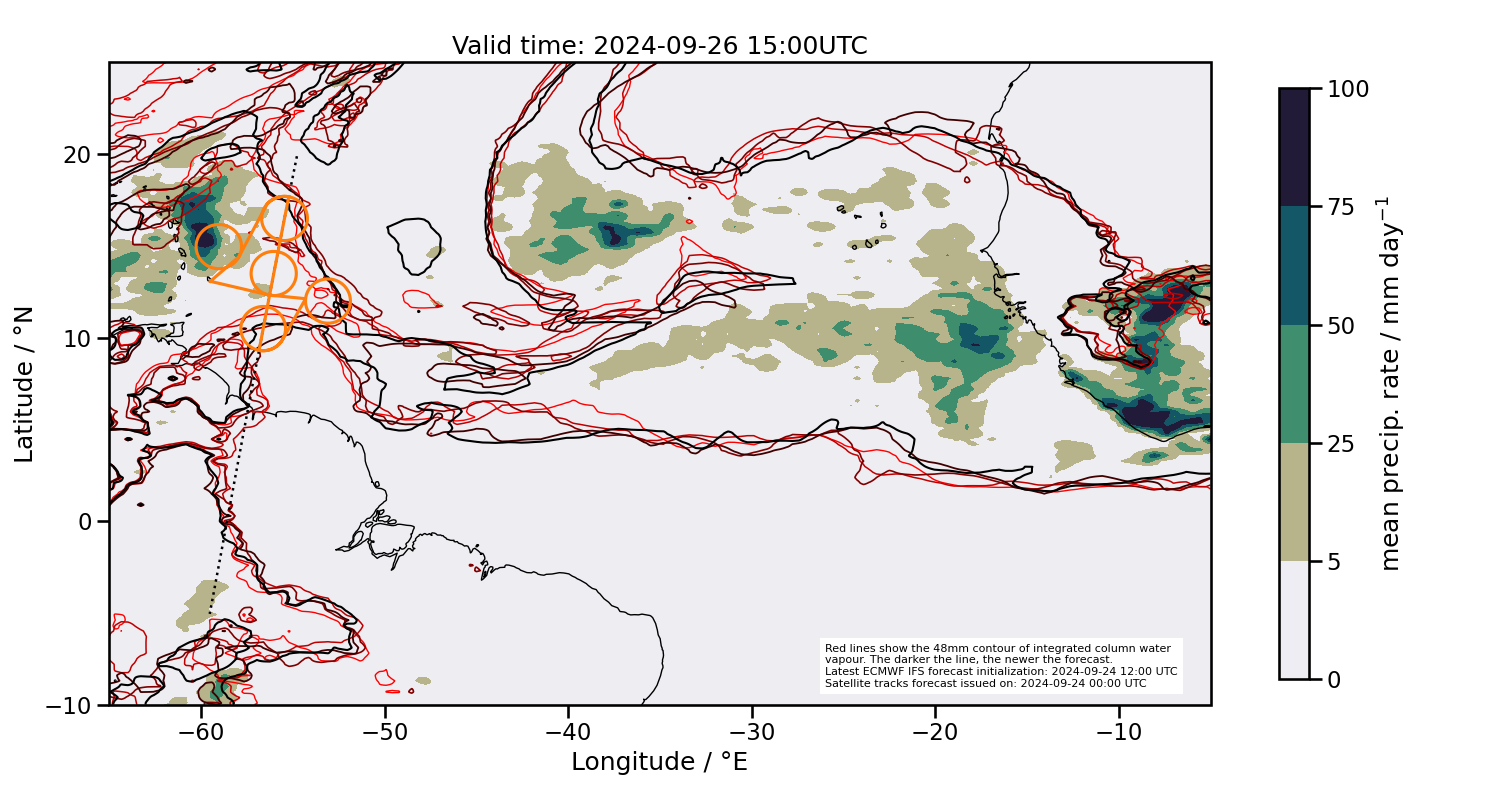 Valid time: 2024-09-26 15:00UTC
100
75
50
25
5
0
mean precip. rate / mm day⁻¹
20
10
0
−10
Latitude / °N
−60
−50
−40
−30
−20
−10
Longitude / °E
Red lines show the 48mm contour of integrated column water
vapour. The darker the line, the newer the forecast.
Latest ECMWF IFS forecast initialization: 2024-09-24 12:00 UTC
Satellite tracks forecast issued on: 2024-09-24 00:00 UTC